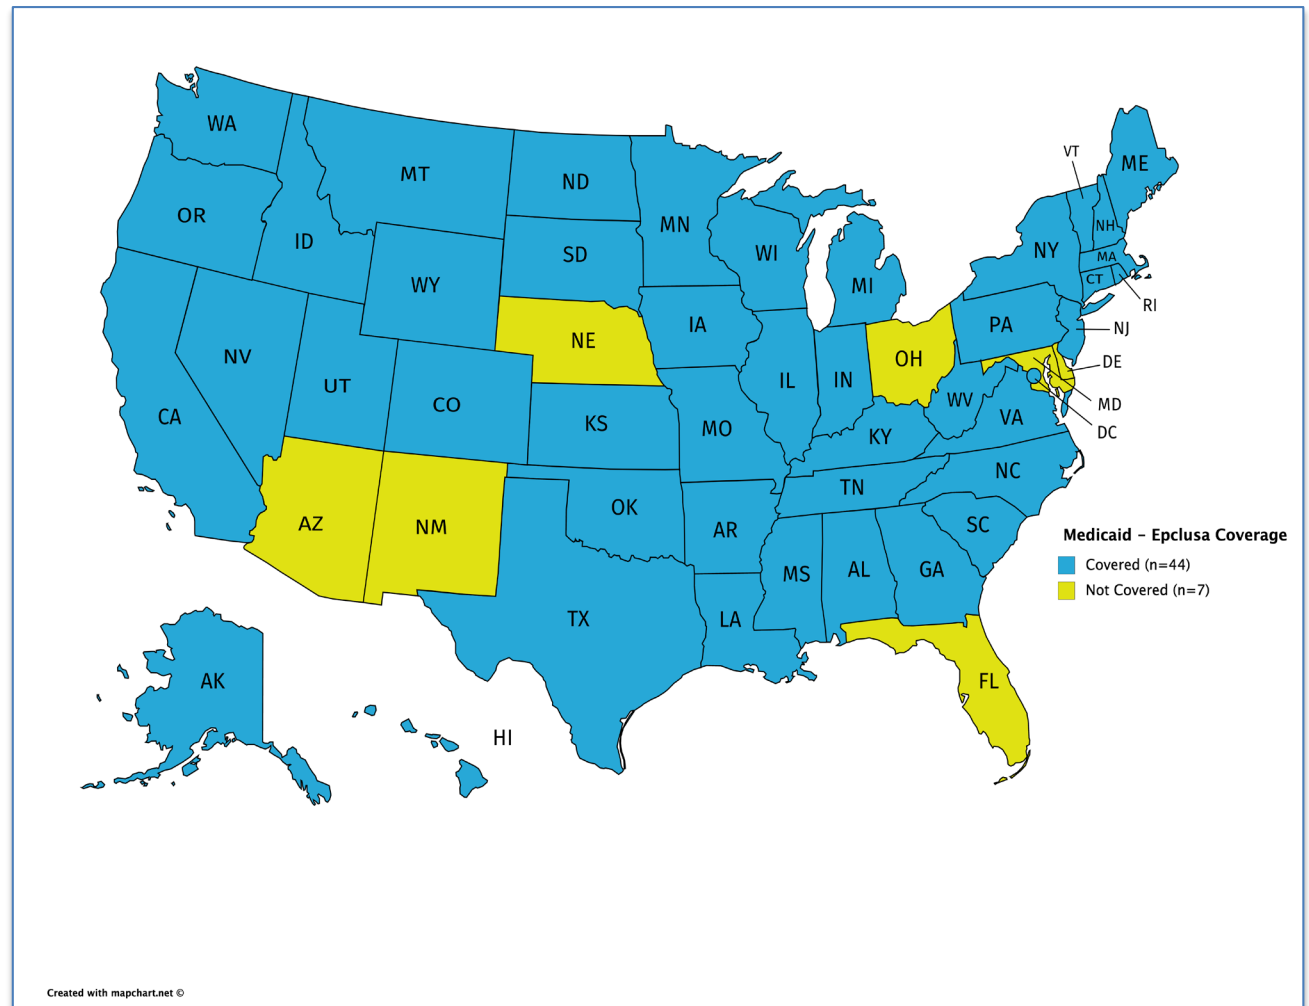 WA
MT
ND
MN
VT
ME
OR
ID
SD
WI
NY
NH
MA
CT
RI
WY
MI
IA
PA
NJ
NE
NV
UT
CO
IL
IN
OH
DE
WV
MD
DC
CA
KS
MO
KY
VA
NC
TN
AZ
NM
OK
AR
SC
MS
AL
GA
Medicaid – Epclusa Coverage
Covered (n=44)
Not Covered (n=7)
TX
LA
AK
FL
HI
Created with mapchart.net ©